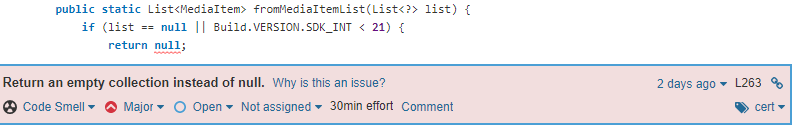 public static List<MediaItem> fromMediaItemList(List<?> list) {
if (list == null || Build.VERSION.SDK_INT < 21) {
return null;
Return an empty collection instead of null. Why is this an issue? 2 days ago L263
Code Smell Major Open Not assigned 30min effort Comment cert